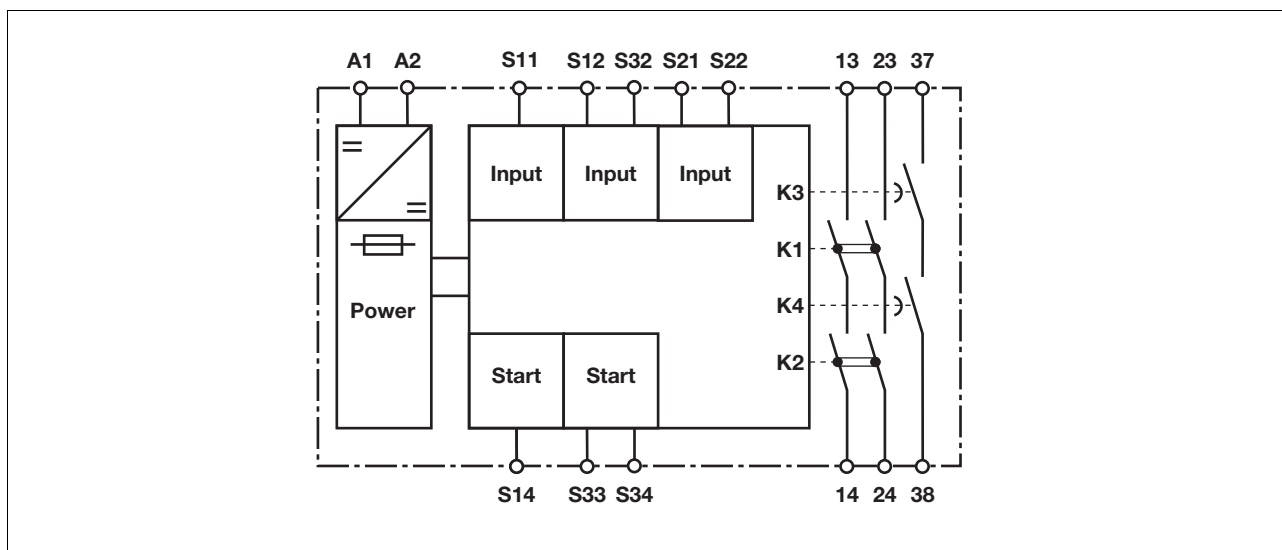 A1 A2 S11 S12 S32 S21 S22 13 23 37
Input Input Input
K3
K1
Power
K4
K2
Start Start
S14 S33 S34 14 24 38